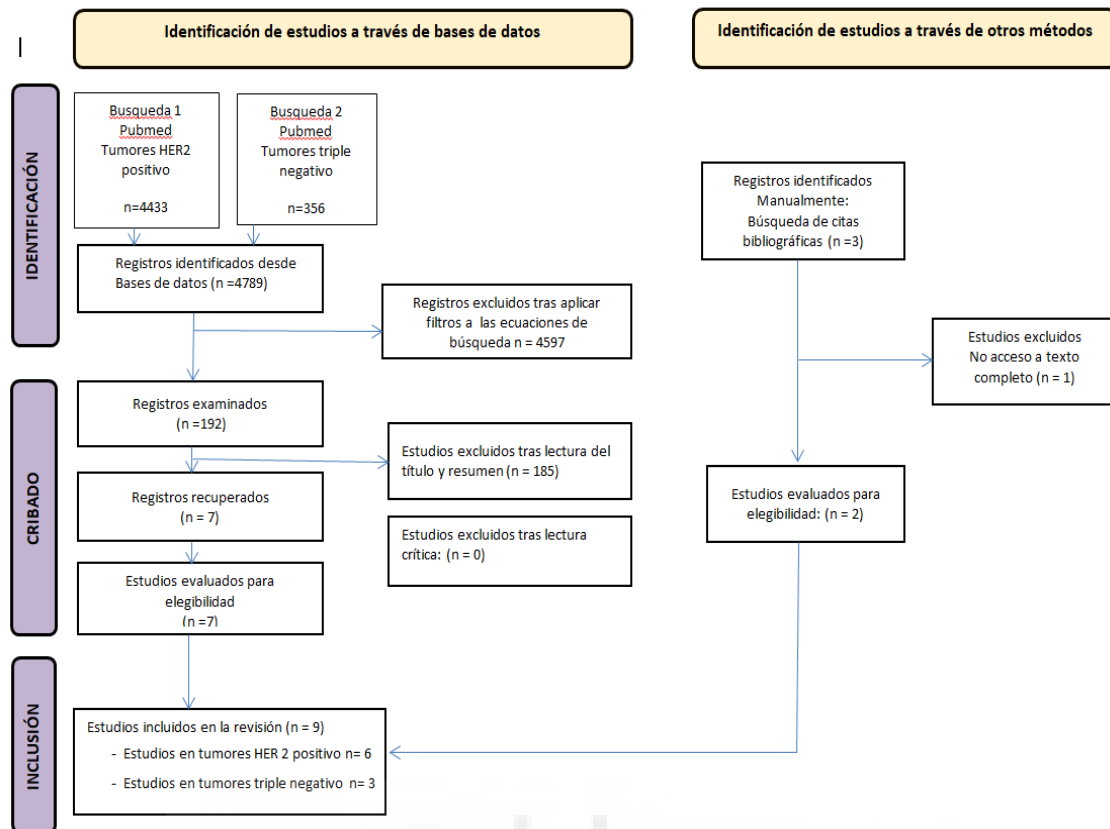 Identificación de estudios a través de bases de datos
Identificación de estudios a través de otros métodos
IDENTIFICACIÓN
Busqueda 1
Pubmed
Tumores HER2
positivo
n=4433
Busqueda 2
Pubmed
Tumores triple
negativo
n=356
Registros identificados desde
Bases de datos (n =4789)
Registros excluidos tras aplicar
filtros a las ecuaciones de
búsqueda n = 4597
Registros identificados
Manualmente:
Búsqueda de citas
bibliográficas (n =3)
Estudios excluidos
No acceso a texto
completo (n = 1)
CRIBADO
Registros examinados
(n =192)
Estudios excluidos tras lectura del
título y resumen (n = 185)
Registros recuperados
(n = 7)
Estudios excluidos tras lectura
crítica: (n = 0)
Estudios evaluados para
elegibilidad
(n =7)
Estudios evaluados para
elegibilidad: (n = 2)
INCLUSIÓN
Estudios incluidos en la revisión (n = 9)
- Estudios en tumores HER 2 positivo n= 6
- Estudios en tumores triple negativo n= 3